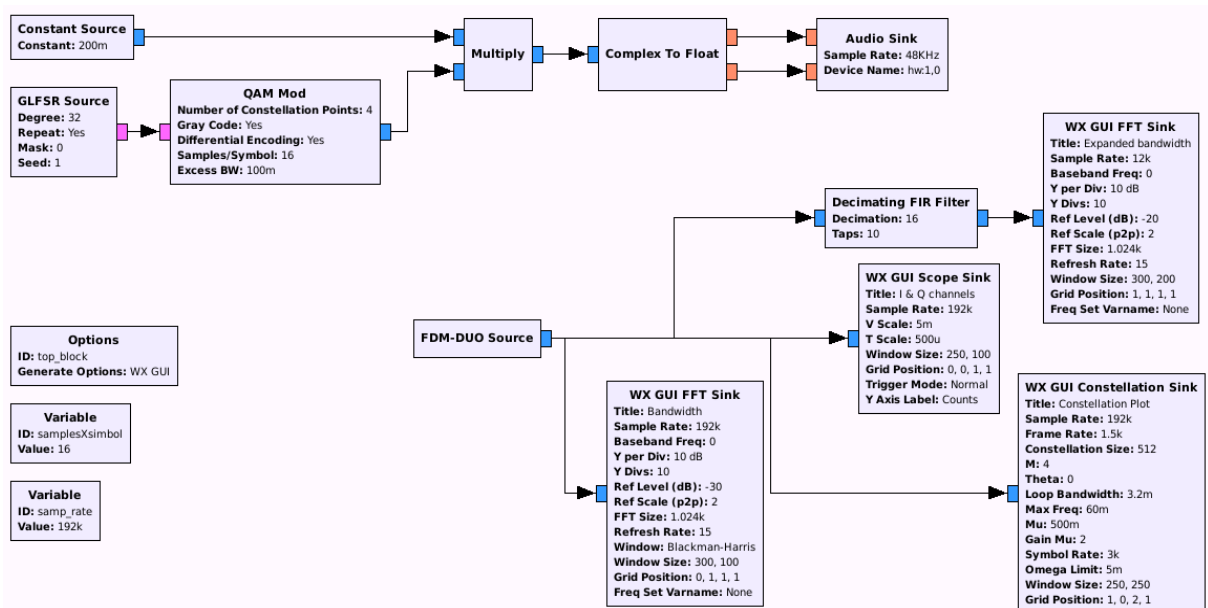 Constant Source
Constant: 200m
Multiply
Complex To Float
Audio Sink
Sample Rate: 48KHz
Device Name: hw:1,0
GLFSR Source
Degree: 32
Repeat: Yes
Mask: 0
Seed: 1
QAM Mod
Number of Constellation Points: 4
Gray Code: Yes
Differential Encoding: Yes
Samples/Symbol: 16
Excess BW: 100m
WX GUI FFT Sink
Title: Expanded bandwidth
Sample Rate: 12k
Baseband Freq: 0
Y per Div: 10 dB
Y Divs: 10
Ref Level (dB): -20
Ref Scale (p2p): 2
FFT Size: 1.024k
Refresh Rate: 15
Window Size: 300, 200
Grid Position: 1, 1, 1, 1
Freq Set Varname: None
Decimating FIR Filter
Decimation: 16
Taps: 10
WX GUI Scope Sink
Title: I & Q channels
Sample Rate: 192k
V Scale: 5m
T Scale: 500u
Window Size: 250, 100
Grid Position: 0, 0, 1, 1
Trigger Mode: Normal
Y Axis Label: Counts
FDM-DUO Source
Options
ID: top_block
Generate Options: WX GUI
Variable
ID: samplesXsimbol
Value: 16
Variable
ID: samp_rate
Value: 192k
WX GUI FFT Sink
Title: Bandwidth
Sample Rate: 192k
Baseband Freq: 0
Y per Div: 10 dB
Y Divs: 10
Ref Level (dB): -30
Ref Scale (p2p): 2
FFT Size: 1.024k
Refresh Rate: 15
Window: Blackman-Harris
Window Size: 300, 100
Grid Position: 0, 1, 1, 1
Freq Set Varname: None
WX GUI Constellation Sink
Title: Constellation Plot
Sample Rate: 192k
Frame Rate: 1.5k
Constellation Size: 512
M: 4
Theta: 0
Loop Bandwidth: 3.2m
Max Freq: 60m
Mu: 500m
Gain Mu: 2
Symbol Rate: 3k
Omega Limit: 5m
Window Size: 250, 250
Grid Position: 1, 0, 2, 1